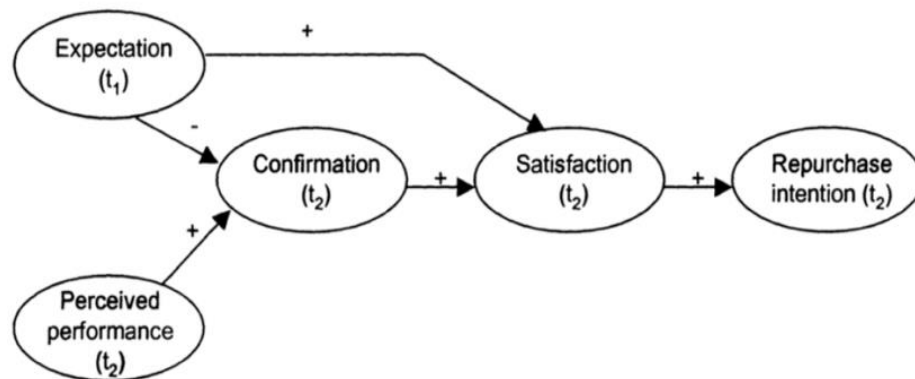 +
Expectation
(t₁)
-
Confirmation
(t₂)
+
Satisfaction
(t₂)
+
Repurchase
intention (t₂)
+
Perceived
performance
(t₂)